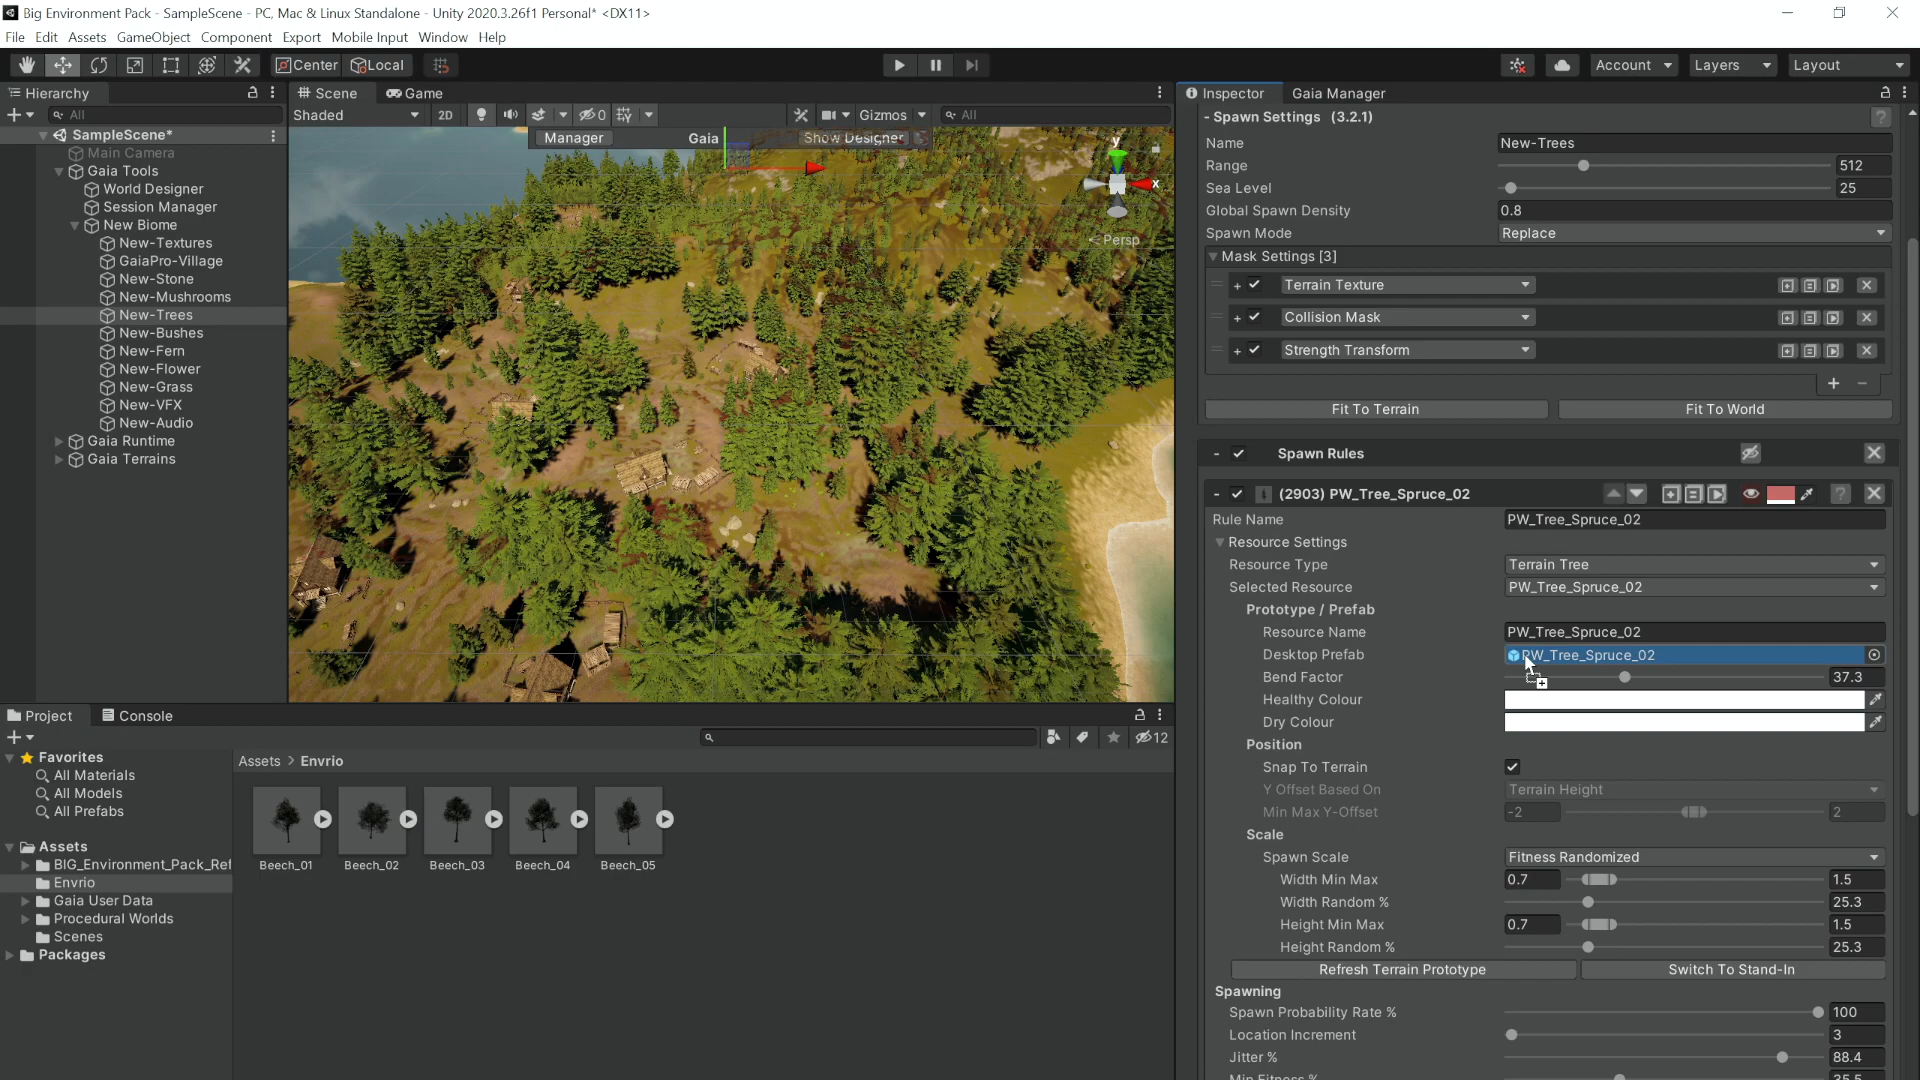 Big Environment Pack - SampleScene - PC, Mac & Linux Standalone - Unity 2020.3.26f1 Personal* <DX11>
File Edit Assets GameObject Component Export Mobile Input Window Help
Center Local Account Layers Layout
Hierarchy
All
SampleScene*
Main Camera
Gaia Tools
World Designer
Session Manager
New Biome
New-Textures
GaiaPro-Village
New-Stone
New-Mushrooms
New-Trees
New-Bushes
New-Fern
New-Flower
New-Grass
New-VFX
New-Audio
Gaia Runtime
Gaia Terrains
Scene Game
Shaded 2D 0 Gizmos All
Manager Gaia Show Designer
y
x
< Persp
Project Console
12
Favorites
All Materials
All Models
All Prefabs
Assets
BIG_Environment_Pack_Ref
Envrio
Gaia User Data
Procedural Worlds
Scenes
Packages
Assets > Envrio
Beech_01 Beech_02 Beech_03 Beech_04 Beech_05
Inspector Gaia Manager
- Spawn Settings (3.2.1) ?
Name New-Trees
Range 512
Sea Level 25
Global Spawn Density 0.8
Spawn Mode Replace
Mask Settings [3]
+ Terrain Texture
+ Collision Mask
+ Strength Transform
+ -
Fit To Terrain Fit To World
- Spawn Rules
- (2903) PW_Tree_Spruce_02 ?
Rule Name PW_Tree_Spruce_02
Resource Settings
Resource Type Terrain Tree
Selected Resource PW_Tree_Spruce_02
Prototype / Prefab
Resource Name PW_Tree_Spruce_02
Desktop Prefab PW_Tree_Spruce_02
Bend Factor 37.3
Healthy Colour
Dry Colour
Position
Snap To Terrain
Y Offset Based On Terrain Height
Min Max Y-Offset -2 2
Scale
Spawn Scale Fitness Randomized
Width Min Max 0.7 1.5
Width Random % 25.3
Height Min Max 0.7 1.5
Height Random % 25.3
Refresh Terrain Prototype Switch To Stand-In
Spawning
Spawn Probability Rate % 100
Location Increment 3
Jitter % 88.4
Min Fitness % 35.5